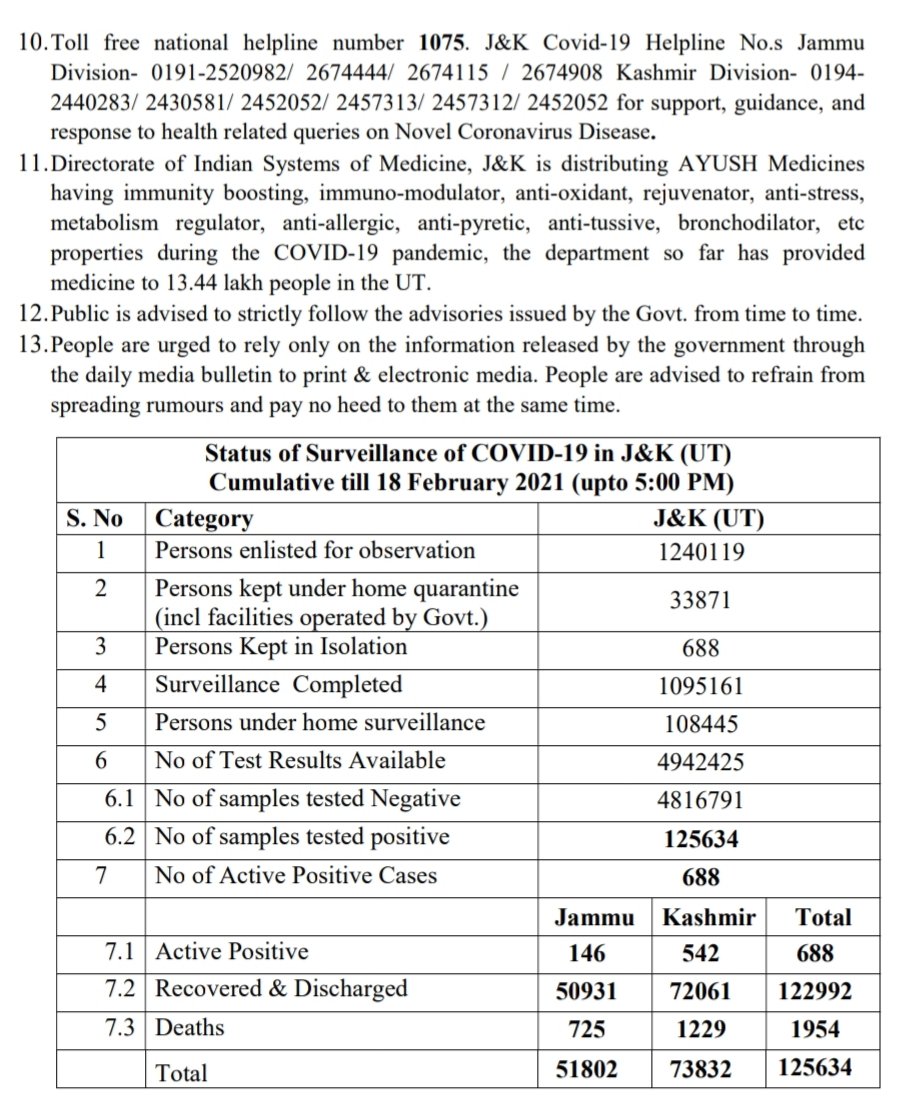 10. Toll free national helpline number 1075. J&K Covid-19 Helpline No.s Jammu
Division- 0191-2520982/ 2674444/ 2674115 / 2674908 Kashmir Division- 0194-
2440283/ 2430581/ 2452052/ 2457313/ 2457312/ 2452052 for support, guidance, and
response to health related queries on Novel Coronavirus Disease.
11. Directorate of Indian Systems of Medicine, J&K is distributing AYUSH Medicines
having immunity boosting, immuno-modulator, anti-oxidant, rejuvenator, anti-stress,
metabolism regulator, anti-allergic, anti-pyretic, anti-tussive, bronchodilator, etc
properties during the COVID-19 pandemic, the department so far has provided
medicine to 13.44 lakh people in the UT.
12. Public is advised to strictly follow the advisories issued by the Govt. from time to time.
13. People are urged to rely only on the information released by the government through
the daily media bulletin to print & electronic media. People are advised to refrain from
spreading rumours and pay no heed to them at the same time.
Status of Surveillance of COVID-19 in J&K (UT)
Cumulative till 18 February 2021 (upto 5:00 PM)
S. No Category J&K (UT)
1 Persons enlisted for observation 1240119
2 Persons kept under home quarantine
(incl facilities operated by Govt.) 33871
3 Persons Kept in Isolation 688
4 Surveillance Completed 1095161
5 Persons under home surveillance 108445
6 No of Test Results Available 4942425
6.1 No of samples tested Negative 4816791
6.2 No of samples tested positive 125634
7 No of Active Positive Cases 688
Jammu Kashmir Total
7.1 Active Positive 146 542 688
7.2 Recovered & Discharged 50931 72061 122992
7.3 Deaths 725 1229 1954
Total 51802 73832 125634